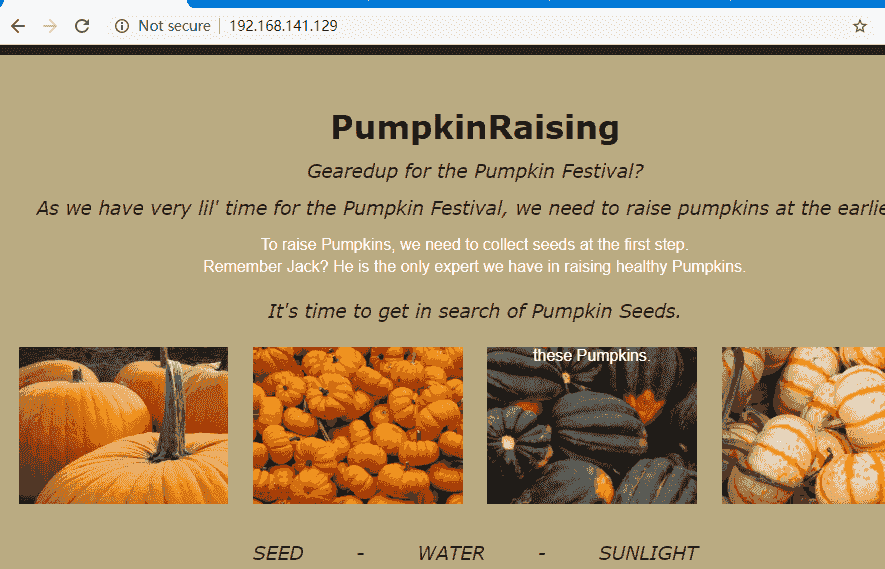 Not secure
192.168.141.129
PumpkinRaising
Gearedup for the Pumpkin Festival?
As we have very lil' time for the Pumpkin Festival, we need to raise pumpkins at the
To raise Pumpkins, we need to collect seeds at the first step.
Remember Jack? He is the only expert we have in raising healthy Pumpkins.
It's time to get in search of Pumpkin Seeds.
these Pumpkins.
SEED - WATER - SUNLIGHT